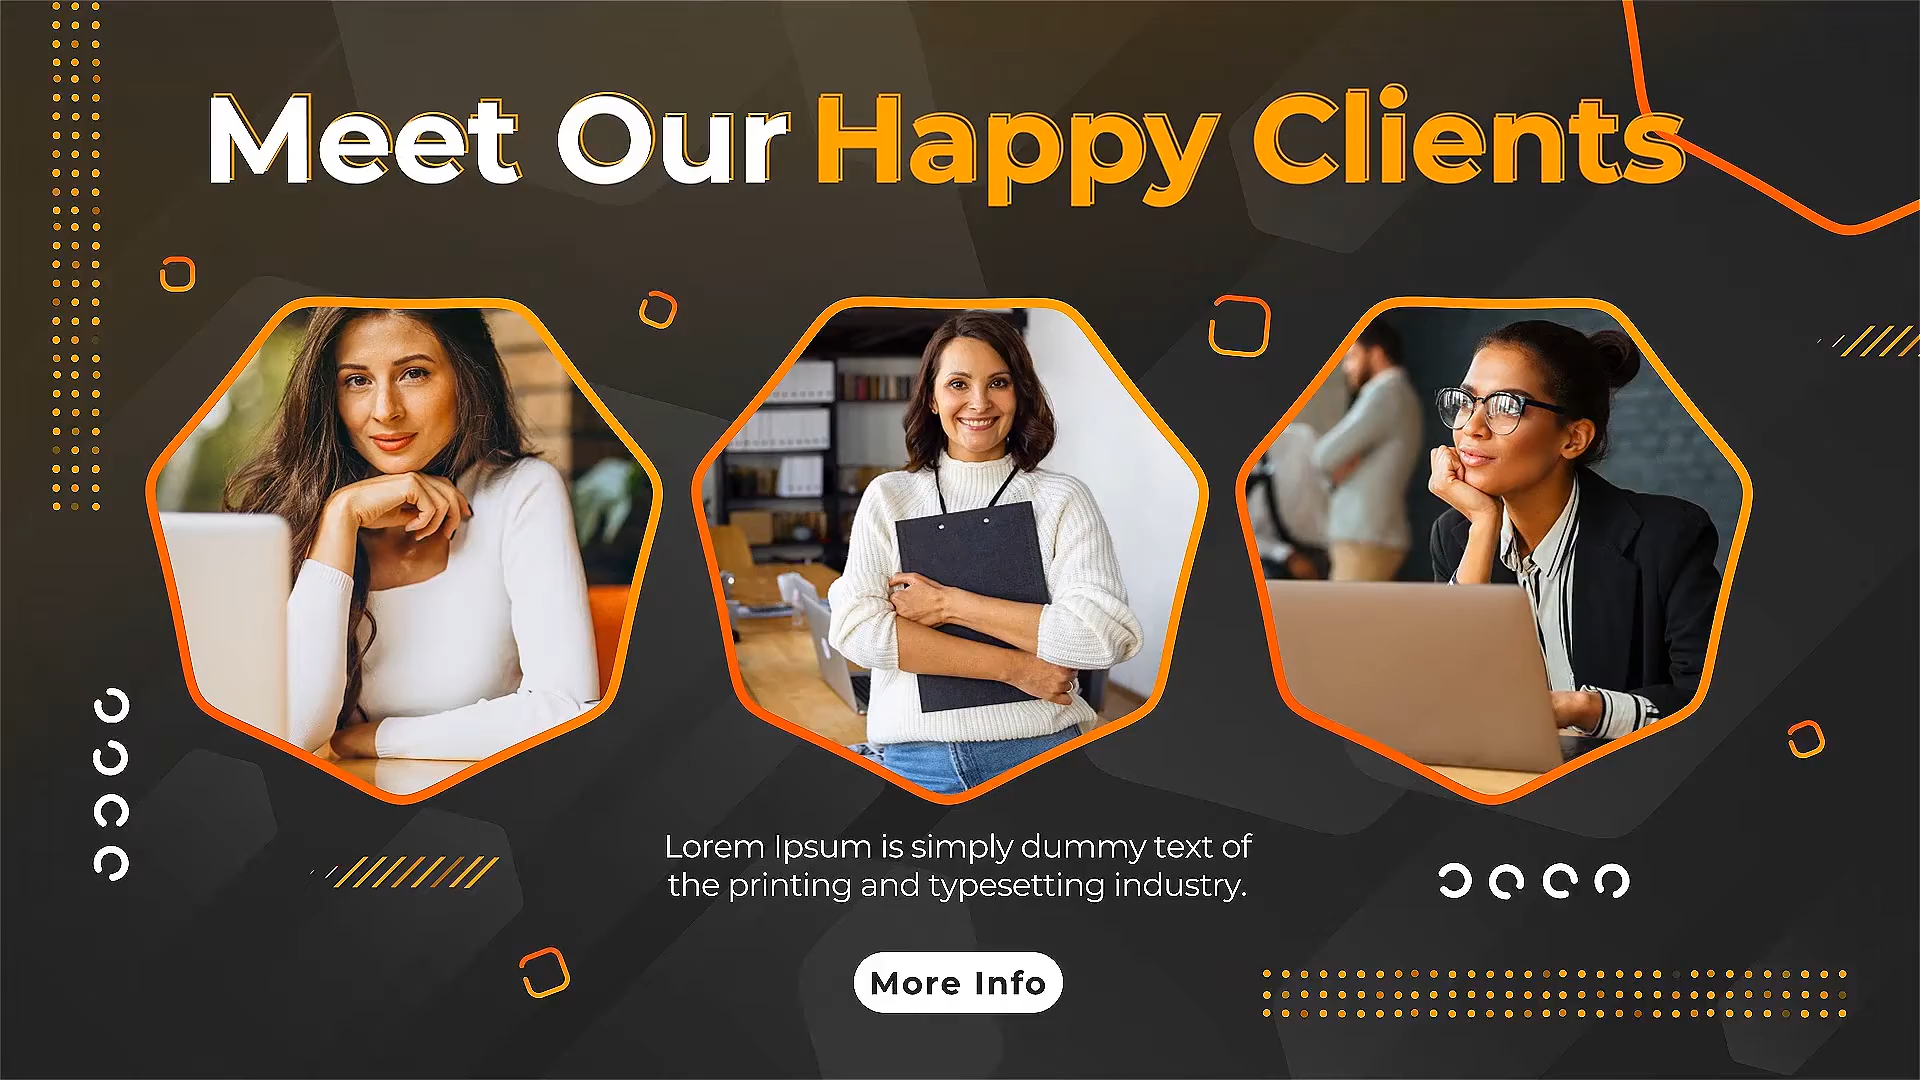 Meet Our Happy Clients
Lorem Ipsum is simply dummy text of
the printing and typesetting industry.
More Info